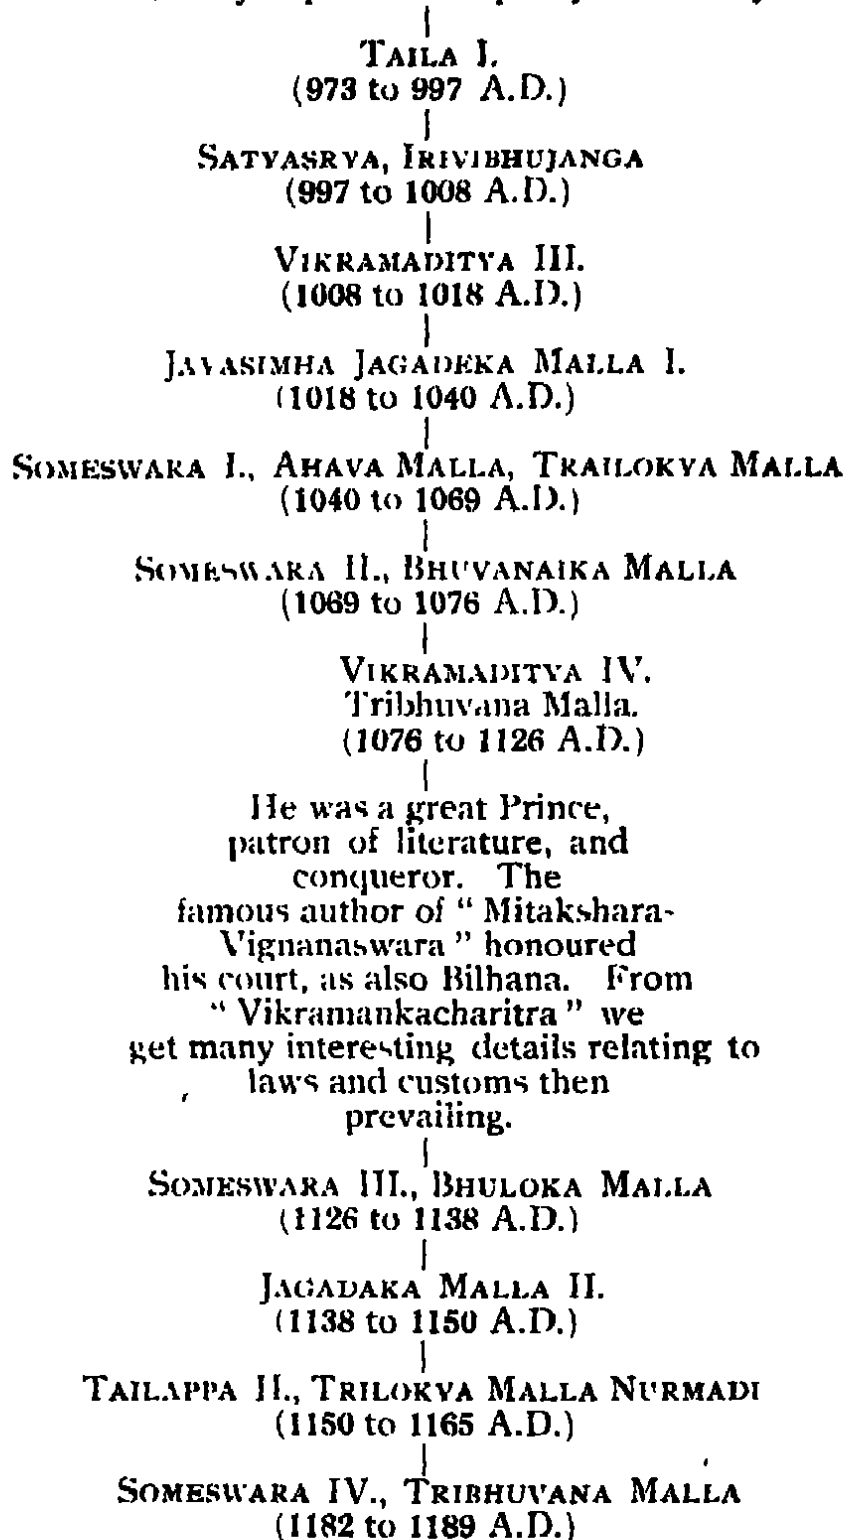 TAILA I.
(973 to 997 A.D.)
SATYASRYA, IRIVIBHUJANGA
(997 to 1008 A.D.)
VIKRAMADITYA III.
(1008 to 1018 A.D.)
JAYASIMHA JAGADEKA MALLA I.
(1018 to 1040 A.D.)
SOMESWARA I., AHAVA MALLA, TRAILOKYA MALLA
(1040 to 1069 A.D.)
SOMESWARA II., BHUVANAIKA MALLA
(1069 to 1076 A.D.)
VIKRAMADITYA IV.
Tribhuvana Malla.
(1076 to 1126 A.D.)
He was a great Prince,
patron of literature, and
conqueror. The
famous author of “ Mitakshara-
Vignanaswara ” honoured
his court, as also Bilhana. From
“ Vikramankacharitra ” we
get many interesting details relating to
laws and customs then
prevailing.
SOMESWARA III., BHULOKA MALLA
(1126 to 1138 A.D.)
JAGADAKA MALLA II.
(1138 to 1150 A.D.)
TAILAPPA II., TRILOKYA MALLA NURMADI
(1150 to 1165 A.D.)
SOMESWARA IV., TRIBHUVANA MALLA
(1182 to 1189 A.D.)